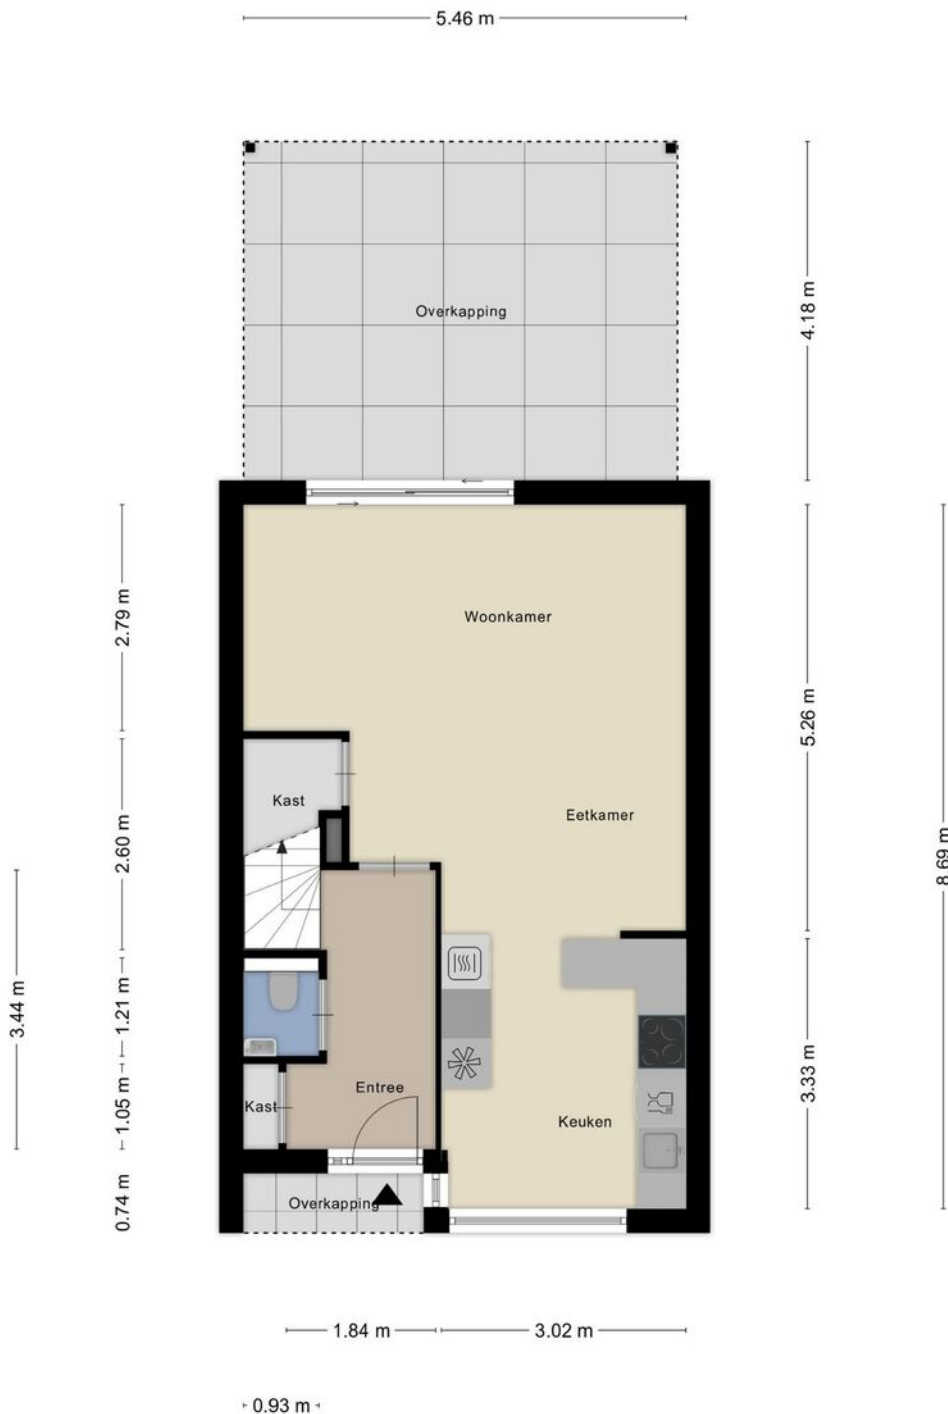 5.46 m
4.18 m
Overkapping
2.79 m
Woonkamer
5.26 m
Kast
Eetkamer
2.60 m
8.69 m
3.44 m
1.21 m
3.33 m
Entree
1.05 m
Kast
Keuken
0.74 m
Overkapping
1.84 m
3.02 m
0.93 m